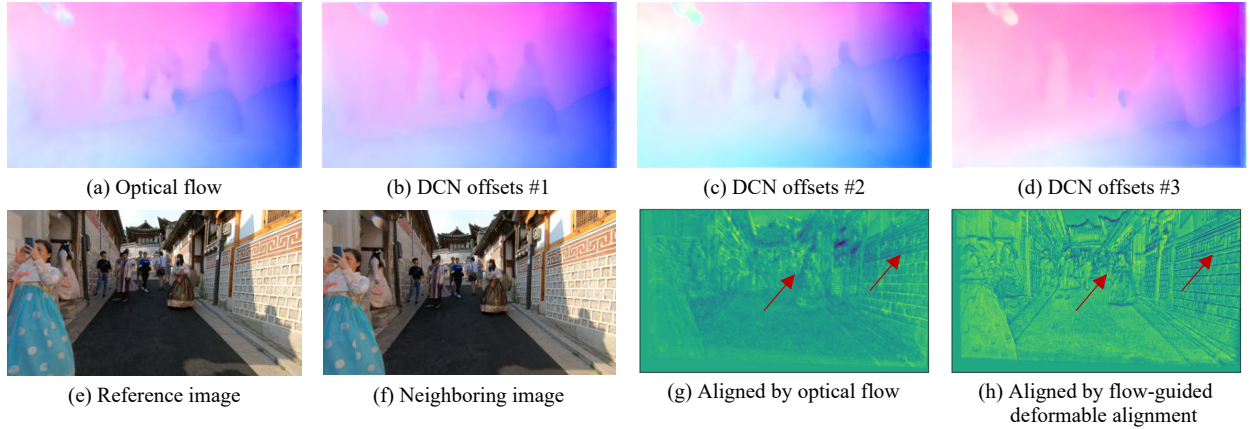 (a) Optical flow
(b) DCN offsets #1
(c) DCN offsets #2
(d) DCN offsets #3
(e) Reference image
(f) Neighboring image
(g) Aligned by optical flow
(h) Aligned by flow-guided
deformable alignment